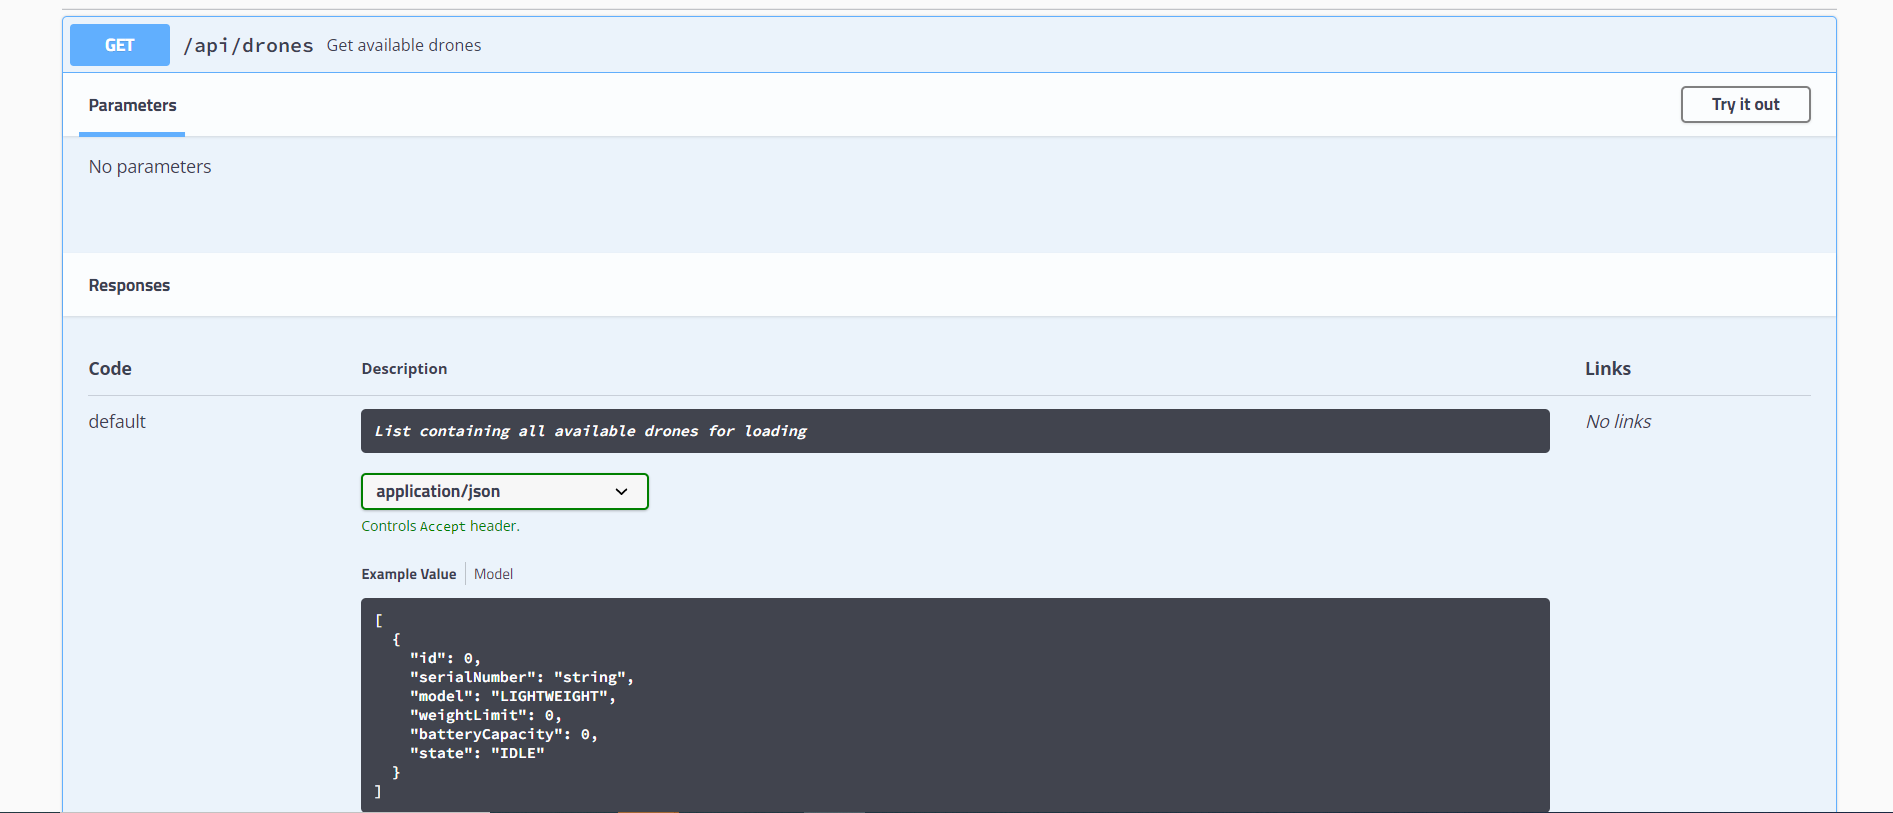 GET /api/drones Get available drones
Parameters Try it out
No parameters
Responses
Code Description Links
default List containing all available drones for loading No links
application/json
Controls Accept header.
Example Value Model
[
  {
    "id": 0,
    "serialNumber": "string",
    "model": "LIGHTWEIGHT",
    "weightLimit": 0,
    "batteryCapacity": 0,
    "state": "IDLE"
  }
]